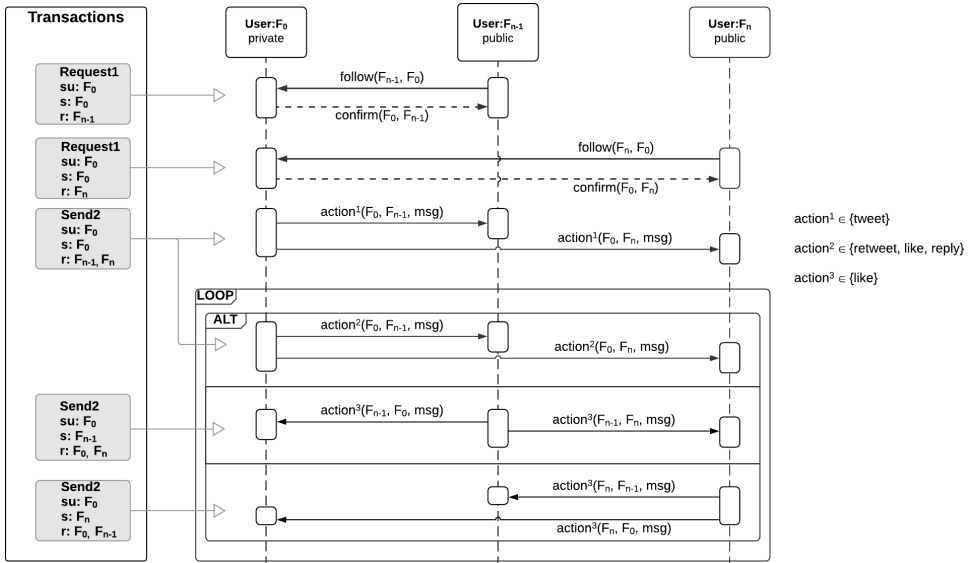 Transactions
User:F₀
private
User:Fₙ₋₁
public
User:Fₙ
public
Request1
su: F₀
s: F₀
r: Fₙ₋₁
follow(Fₙ₋₁, F₀)
confirm(F₀, Fₙ₋₁)
Request1
su: F₀
s: F₀
r: Fₙ
follow(Fₙ, F₀)
confirm(F₀, Fₙ)
Send2
su: F₀
s: F₀
r: Fₙ₋₁, Fₙ
action¹(F₀, Fₙ₋₁, msg)
action¹(F₀, Fₙ, msg)
action¹ ∈ {tweet}
action² ∈ {retweet, like, reply}
action³ ∈ {like}
LOOP
ALT
action²(F₀, Fₙ₋₁, msg)
action²(F₀, Fₙ, msg)
Send2
su: F₀
s: Fₙ₋₁
r: F₀, Fₙ
action³(Fₙ₋₁, F₀, msg)
action³(Fₙ₋₁, Fₙ, msg)
Send2
su: F₀
s: Fₙ
r: F₀, Fₙ₋₁
action³(Fₙ, Fₙ₋₁, msg)
action³(Fₙ, F₀, msg)